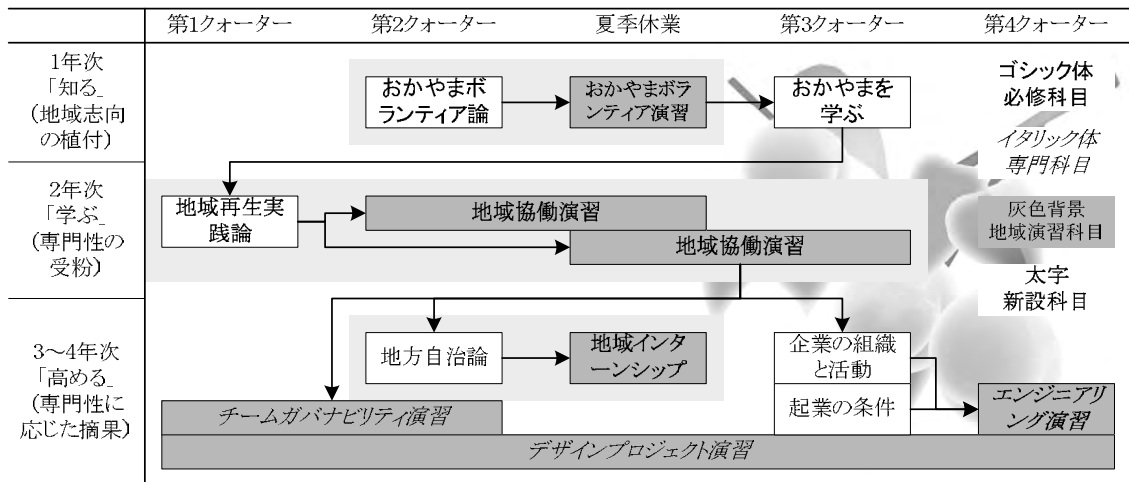 第1クォーター 第2クォーター 夏季休業 第3クォーター 第4クォーター
1年次
「知る_
(地域志向
の植付)
おかやまボ
ランティア論
おかやまボラ
ンティア演習
おかやまを
学ぶ
ゴシック体
必修科目
イタリック体
専門科目
2年次
「学ぶ_
(専門性の
受粉)
地域再生実
践論
地域協働演習
地域協働演習
灰色背景
地域演習科目
太字
新設科目
3～4年次
「高める_
(専門性に
応じた摘果)
地方自治論
地域インタ
ーンシップ
企業の組織
と活動
起業の条件
エンジニアリ
ング演習
チームガバナビリティ演習
デザインプロジェクト演習